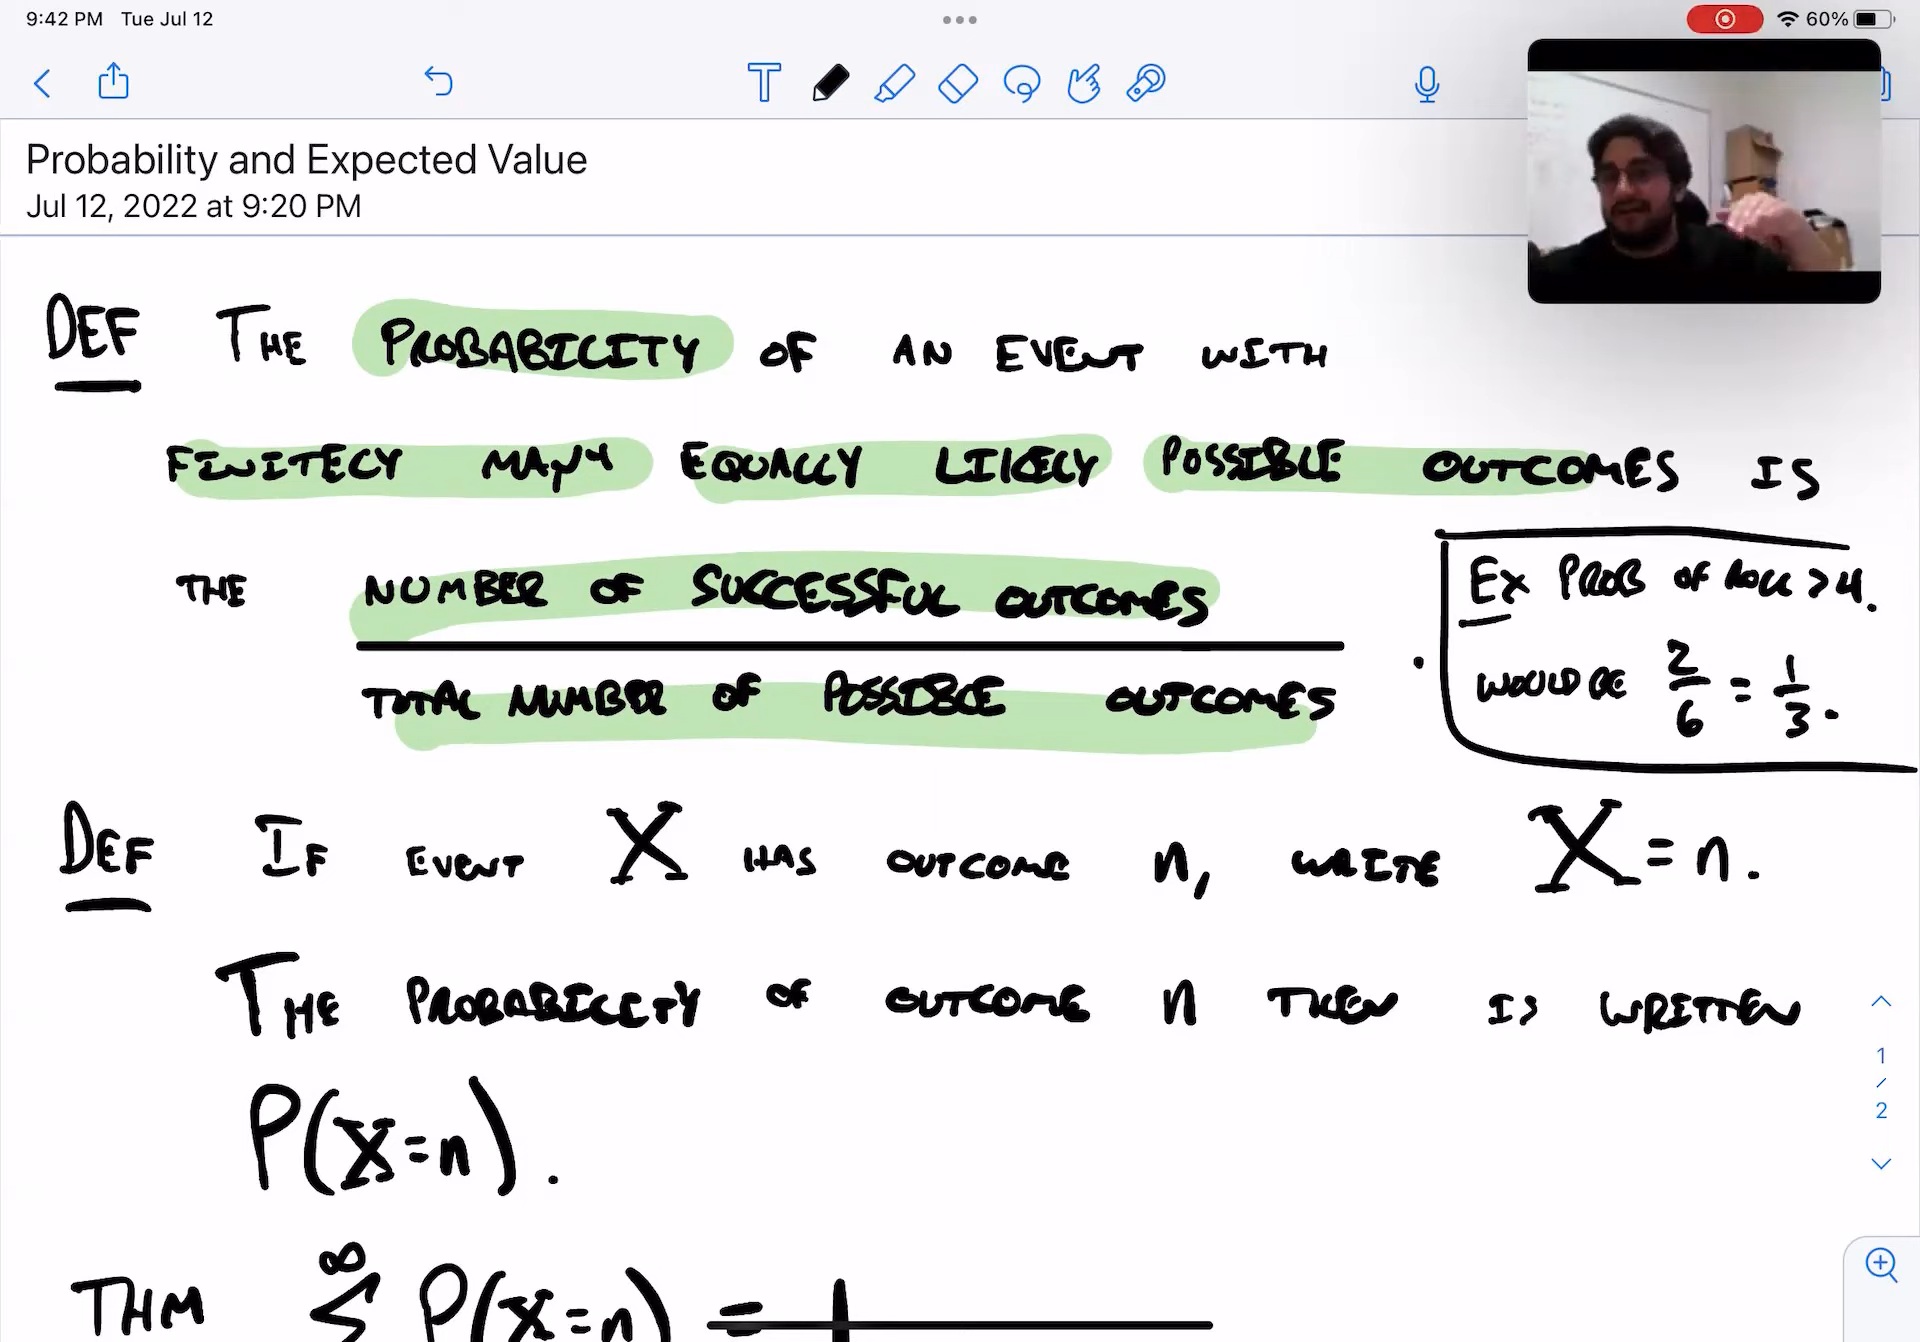 9:42 PM Tue Jul 12
60%
Probability and Expected Value
Jul 12, 2022 at 9:20 PM
DEF THE PROBABILITY OF AN EVENT WITH
FINITELY MANY EQUALLY LIKELY POSSIBLE OUTCOMES IS
THE NUMBER OF SUCCESSFUL OUTCOMES
TOTAL NUMBER OF POSSIBLE OUTCOMES
EX PROB OF ROLL > 4.
WOULD BE 2/6 = 1/3.
DEF IF EVENT X HAS OUTCOME n, WRITE X = n.
THE PROBABILITY OF OUTCOME n THEN IS WRITTEN
P(X=n).
1
/
2
THM ∞ Σ P(X=n) = 1